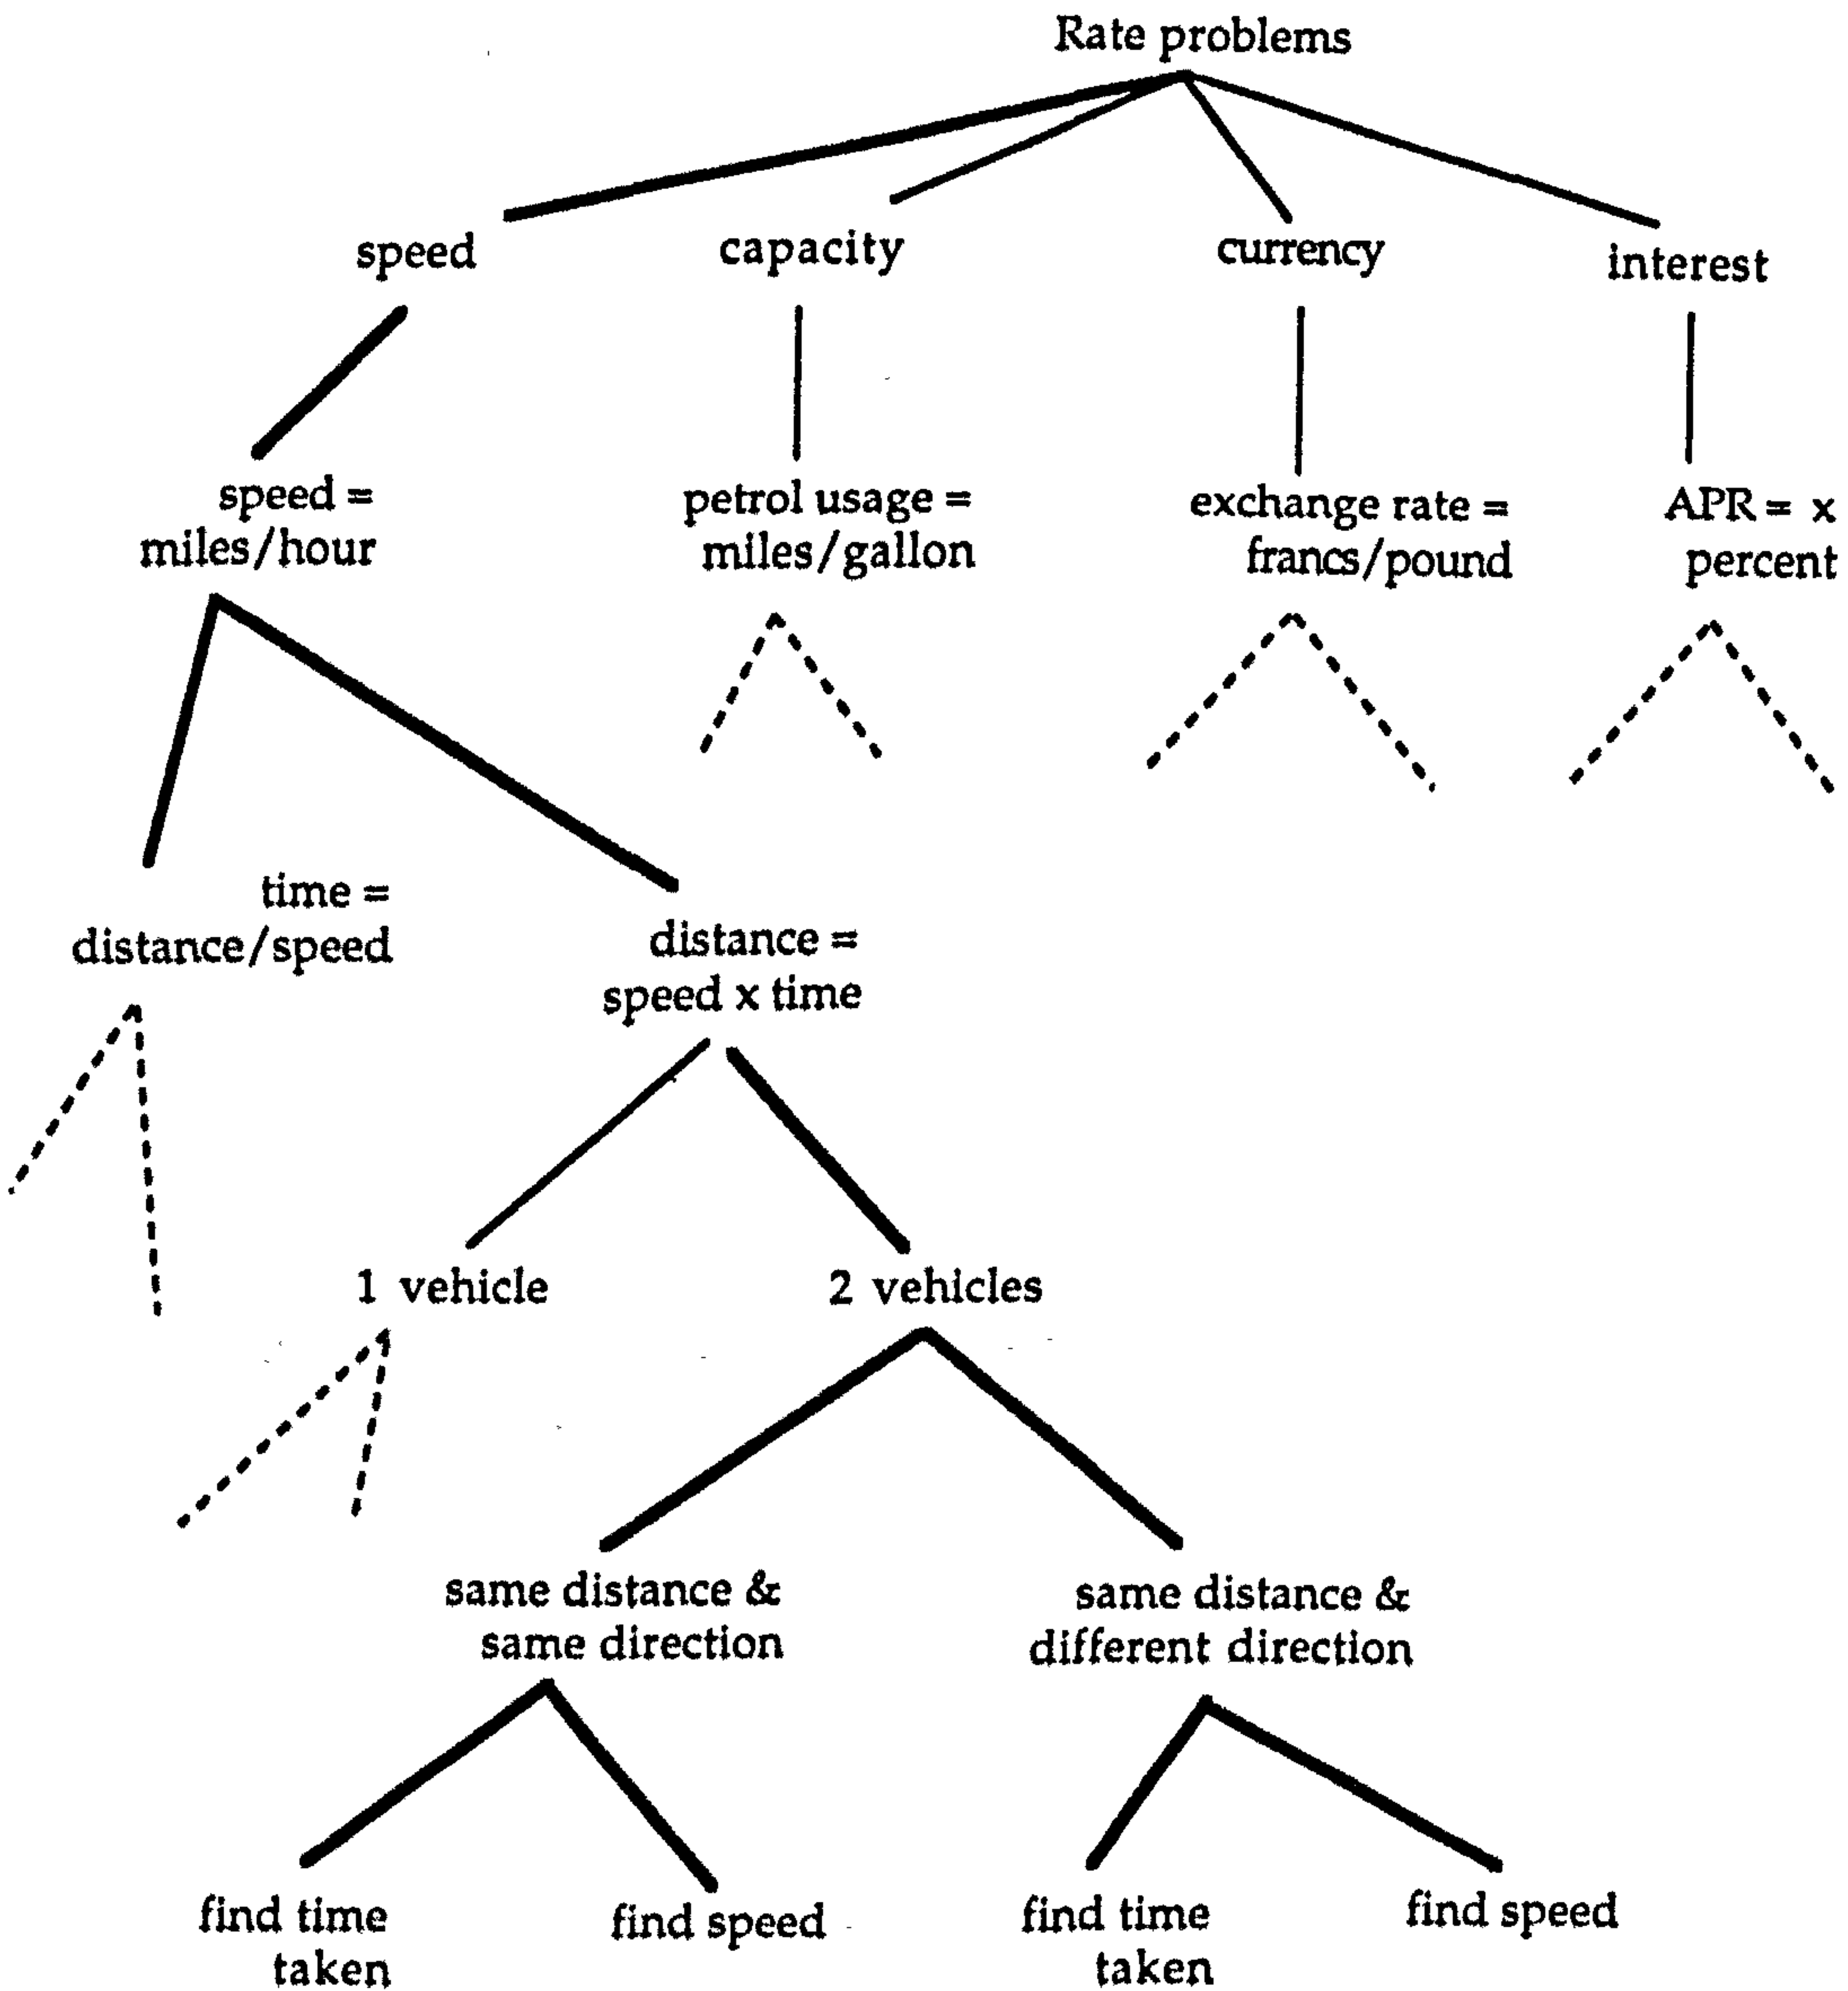 Rate problems
speed
capacity
currency
interest
speed =
miles/hour
petrol usage =
miles/gallon
exchange rate =
francs/pound
APR = x
percent
time =
distance/speed
distance =
speed x time
1 vehicle
2 vehicles
same distance &
same direction
same distance &
different direction
find time
taken
find speed
find time
taken
find speed